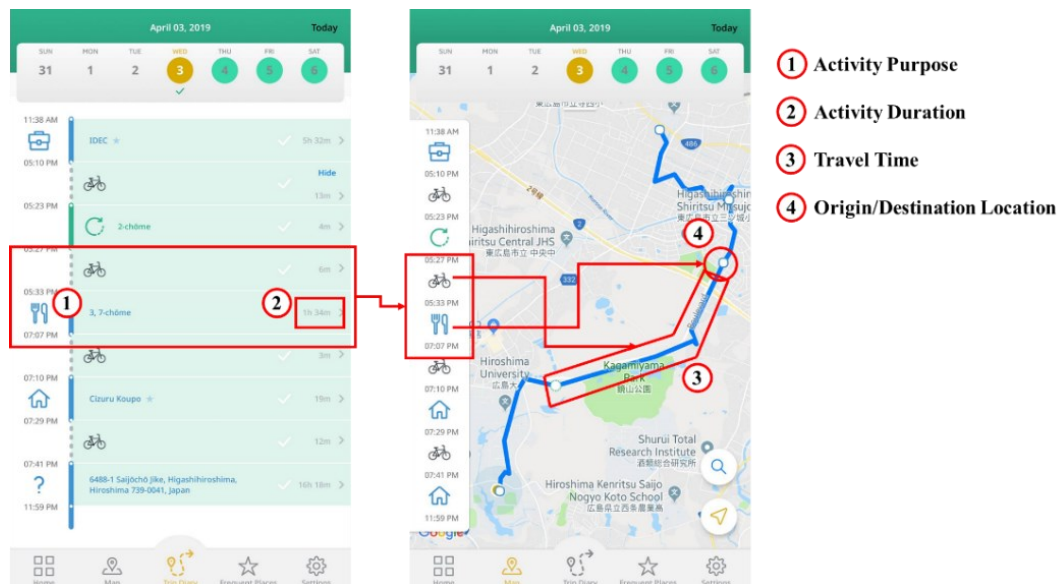 April 03, 2019 Today
SUN MON TUE WED THU FRI SAT
31 1 2 3 4 5 6
11:38 AM
IDEC 5h 32m
05:10 PM
Hide
13m
05:23 PM
2-chōme 4m
05:27 PM
6m
05:33 PM
1
3, 7-chōme
2
1h 34m
07:07 PM
3m
07:10 PM
Cizuru Koupo 19m
07:29 PM
12m
07:41 PM
?
6488-1 Saijōchō Jike, Higashihiroshima,
Hiroshima 739-0041, Japan
16h 18m
11:59 PM
Home Map Trip Diary Frequent Places Settings
April 03, 2019 Today
SUN MON TUE WED THU FRI SAT
31 1 2 3 4 5 6
11:38 AM
05:10 PM
05:23 PM
05:27 PM
05:33 PM
07:07 PM
07:10 PM
07:29 PM
07:41 PM
11:59 PM
486
2号線
2
332
4
3
Higashihiroshima
Central JHS
東広島市立中央中
Hiroshima
University
広島大
Kagamiyama
Park
鏡山公園
Shurui Total
Research Institute
酒類総合研究所
Hiroshima Kenritsu Saijo
Nogyo Koto School
広島県立西条農業高
Google
Home Map Trip Diary Frequent Places Settings
1 Activity Purpose
2 Activity Duration
3 Travel Time
4 Origin/Destination Location